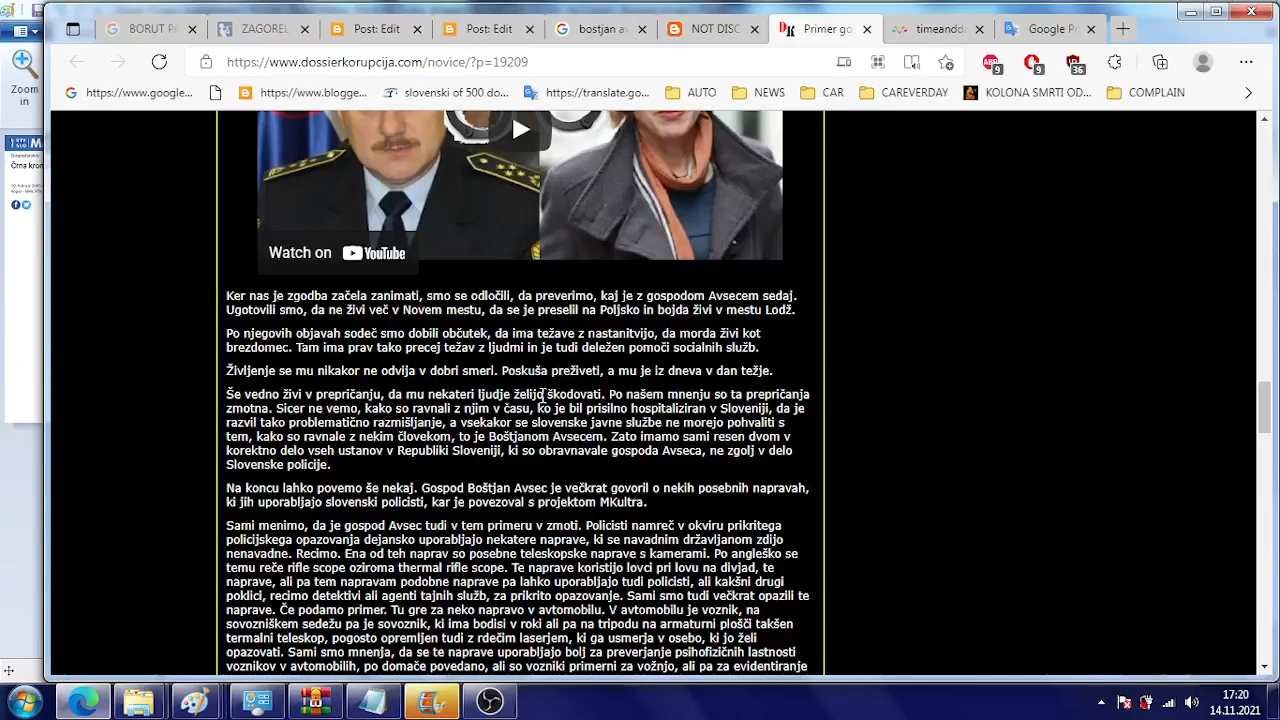 BORUT PA
ZAGOREL
Post: Edit
Post: Edit
bostjan av
NOT DISC
Primer gos
timeandda
Google Pr
https://www.dossierkorupcija.com/novice/?p=19209
9
9
36
https://www.google...
https://www.blogge...
slovenski of 500 do...
https://translate.go...
AUTO
NEWS
CAR
CAREVERDAY
KOLONA SMRTI OD...
COMPLAIN
Zoom
in
Gospodarstvo
Črna kron
Watch on YouTube
Ker nas je zgodba začela zanimati, smo se odločili, da preverimo, kaj je z gospodom Avsecem sedaj.
Ugotovili smo, da ne živi več v Novem mestu, da se je preselil na Poljsko in bojda živi v mestu Lodž.
Po njegovih objavah sodeč smo dobili občutek, da ima težave z nastanitvijo, da morda živi kot
brezdomec. Tam ima prav tako precej težav z ljudmi in je tudi deležen pomoči socialnih služb.
Življenje se mu nikakor ne odvija v dobri smeri. Poskuša preživeti, a mu je iz dneva v dan težje.
Še vedno živi v prepričanju, da mu nekateri ljudje želijo škodovati. Po našem mnenju so ta prepričanja
zmotna. Sicer ne vemo, kako so ravnali z njim v času, ko je bil prisilno hospitaliziran v Sloveniji, da je
razvil tako problematično razmišljanje, a vsekakor se slovenske javne službe ne morejo pohvaliti s
tem, kako so ravnale z nekim človekom, to je Boštjanom Avsecem. Zato imamo sami resen dvom v
korektno delo vseh ustanov v Republiki Sloveniji, ki so obravnavale gospoda Avseca, ne zgolj v delo
Slovenske policije.
Na koncu lahko povemo še nekaj. Gospod Boštjan Avsec je večkrat govoril o nekih posebnih napravah,
ki jih uporabljajo slovenski policisti, kar je povezoval s projektom MKultra.
Sami menimo, da je gospod Avsec tudi v tem primeru v zmoti. Policisti namreč v okviru prikritega
policijskega opazovanja dejansko uporabljajo nekatere naprave, ki se navadnim državljanom zdijo
nenavadne. Recimo. Ena od teh naprav so posebne teleskopske naprave s kamerami. Po angleško se
temu reče rifle scope oziroma thermal rifle scope. Te naprave koristijo lovci pri lovu na divjad, te
naprave, ali pa tem napravam podobne naprave pa lahko uporabljajo tudi policisti, ali kakšni drugi
poklici, recimo detektivi ali agenti tajnih služb, za prikrito opazovanje. Sami smo tudi večkrat opazili te
naprave. Če podamo primer. Tu gre za neko napravo v avtomobilu. V avtomobilu je voznik, na
sovozniškem sedežu pa je sovoznik, ki ima bodisi v roki ali pa na tripodu na armaturni plošči takšen
termalni teleskop, pogosto opremljen tudi z rdečim laserjem, ki ga usmerja v osebo, ki jo želi
opazovati. Sami smo mnenja, da se te naprave uporabljajo bolj za preverjanje psihofizičnih lastnosti
voznikov v avtomobilih, po domače povedano, ali so vozniki primerni za vožnjo, ali pa za evidentiranje
17:20
14.11.2021